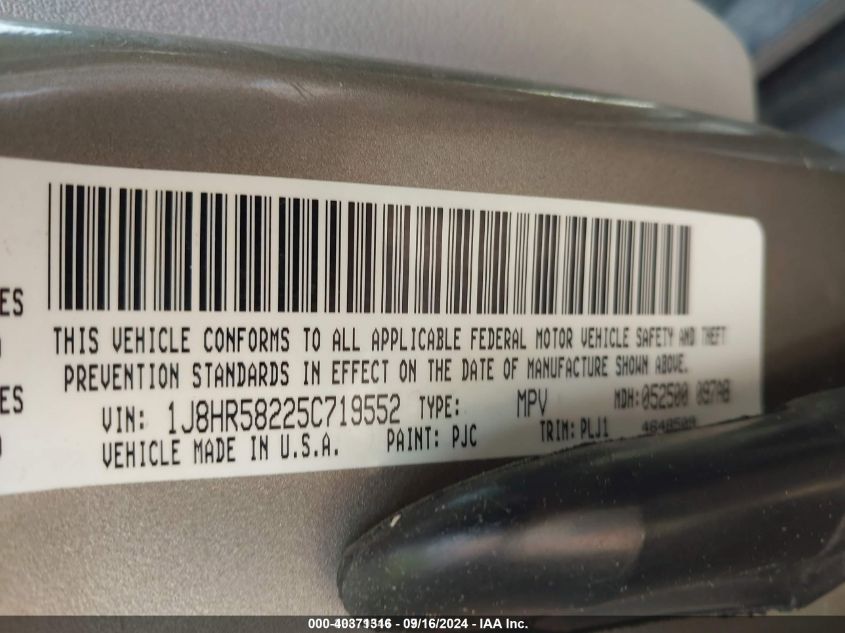 ES
)
THIS VEHICLE CONFORMS TO ALL APPLICABLE FEDERAL MOTOR VEHICLE SAFETY AND THEFT
PREVENTION STANDARDS IN EFFECT ON THE DATE OF MANUFACTURE SHOWN ABOVE.
ES
)
VIN: 1J8HR58225C719552 TYPE: MPV MDH: 052500 097AB
VEHICLE MADE IN U.S.A. PAINT: PJC TRIM: PLJ1
000-40371316 - 09/16/2024 - IAA Inc.